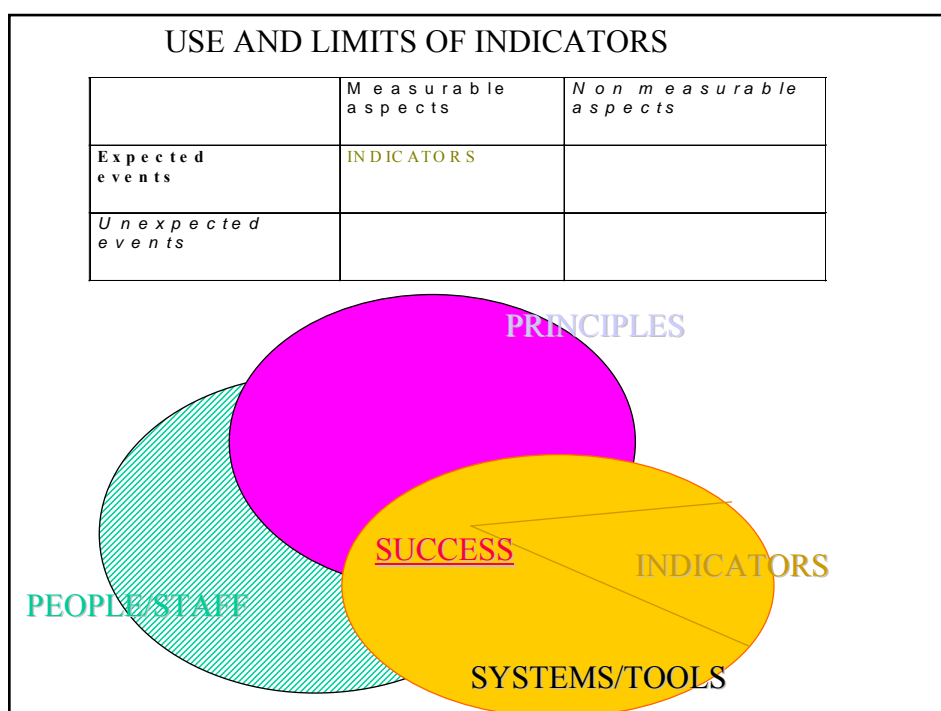 USE AND LIMITS OF INDICATORS
Measurable
aspects
Non measurable
aspects
Expected
events
INDICATORS
Unexpected
events
PRINCIPLES
SUCCESS
INDICATORS
PEOPLE/STAFF
SYSTEMS/TOOLS